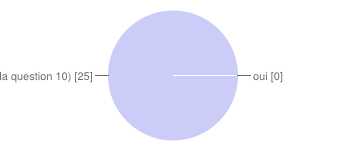 la question 10) [25]
oui [0]